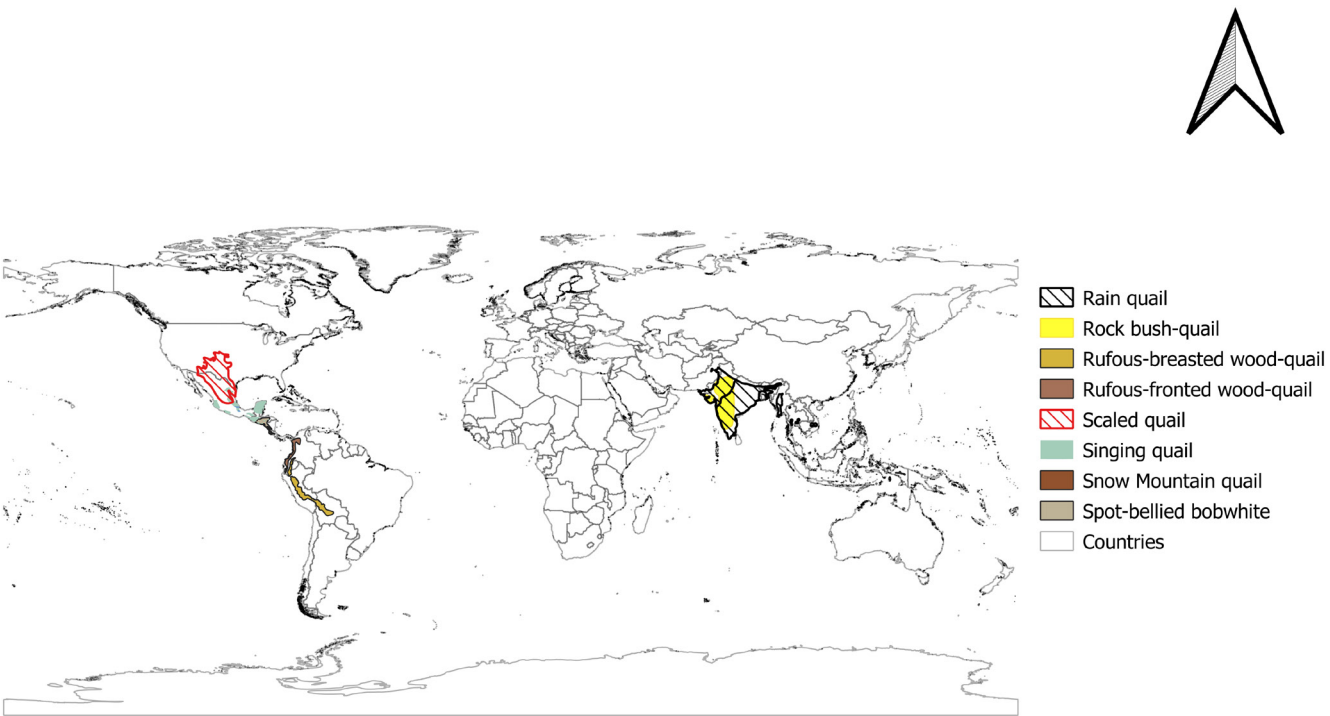 Rain quail
Rock bush-quail
Rufous-breasted wood-quail
Rufous-fronted wood-quail
Scaled quail
Singing quail
Snow Mountain quail
Spot-bellied bobwhite
Countries